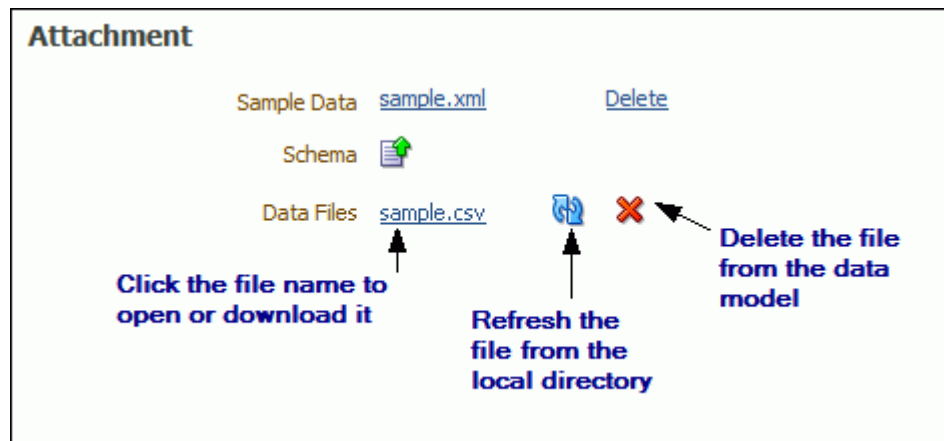 Attachment
Sample Data sample.xml Delete
Schema
Data Files sample.csv
Click the file name to
open or download it
Refresh the
file from the
local directory
Delete the file
from the data
model